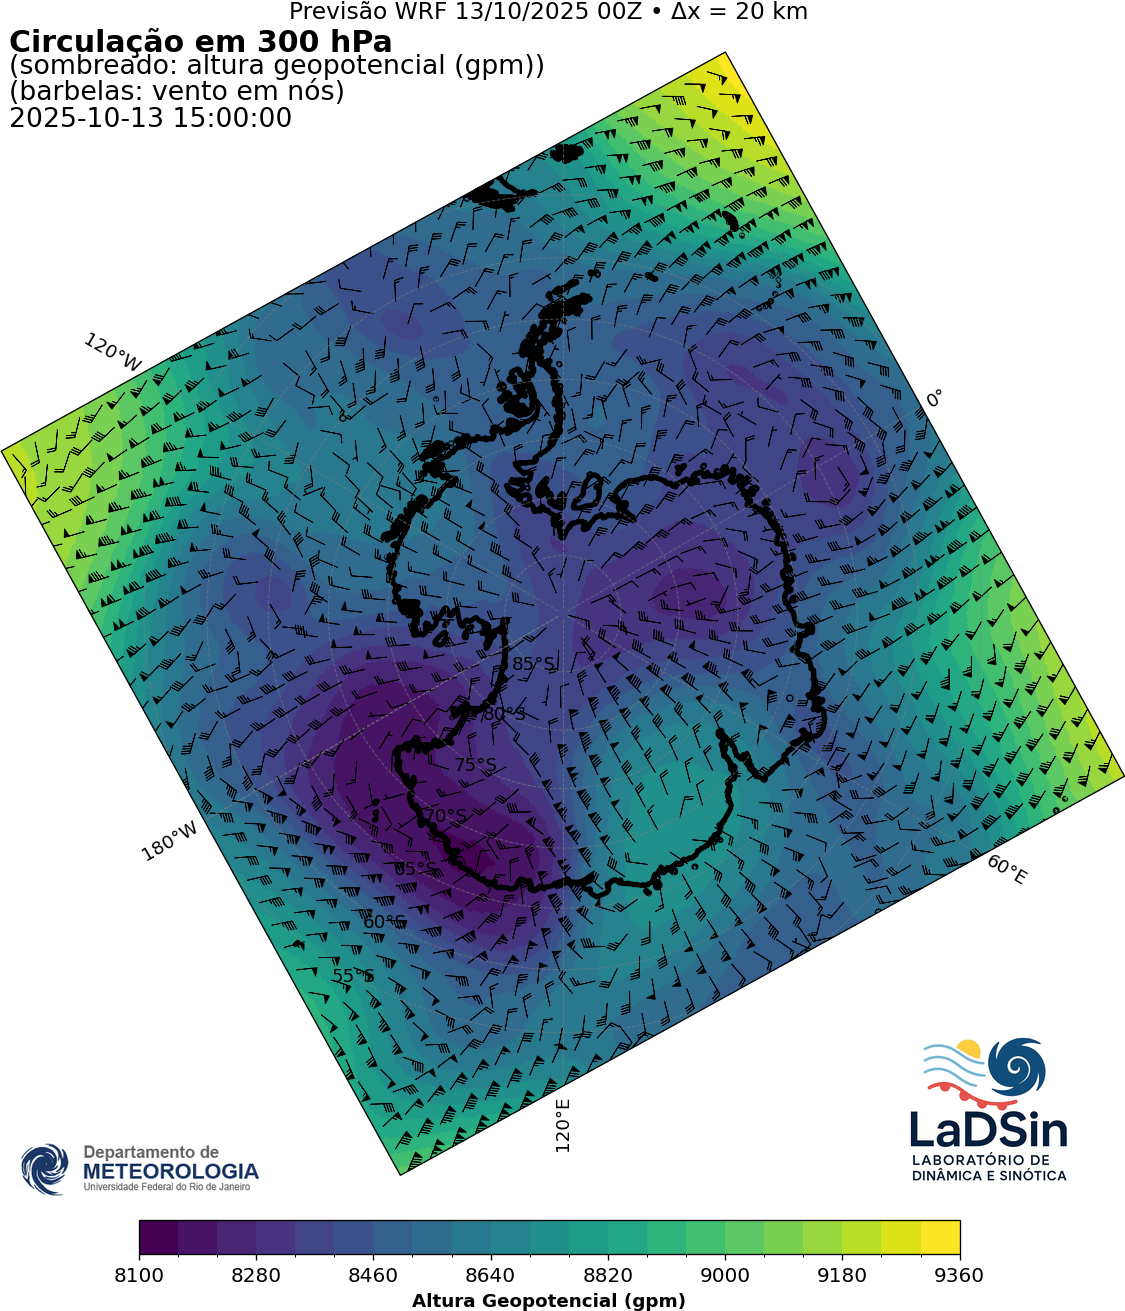 Previsão WRF 13/10/2025 00Z • Δx = 20 km
Circulação em 300 hPa
(sombreado: altura geopotencial (gpm))
(barbelas: vento em nós)
2025-10-13 15:00:00
120°W
0°
85°S
80°S
75°S
70°S
65°S
180°W
60°E
60°S
55°S
120°E
LaDSin
LABORATÓRIO DE
DINÂMICA E SINÓTICA
Departamento de
METEOROLOGIA
Universidade Federal do Rio de Janeiro
8100 8280 8460 8640 8820 9000 9180 9360
Altura Geopotencial (gpm)